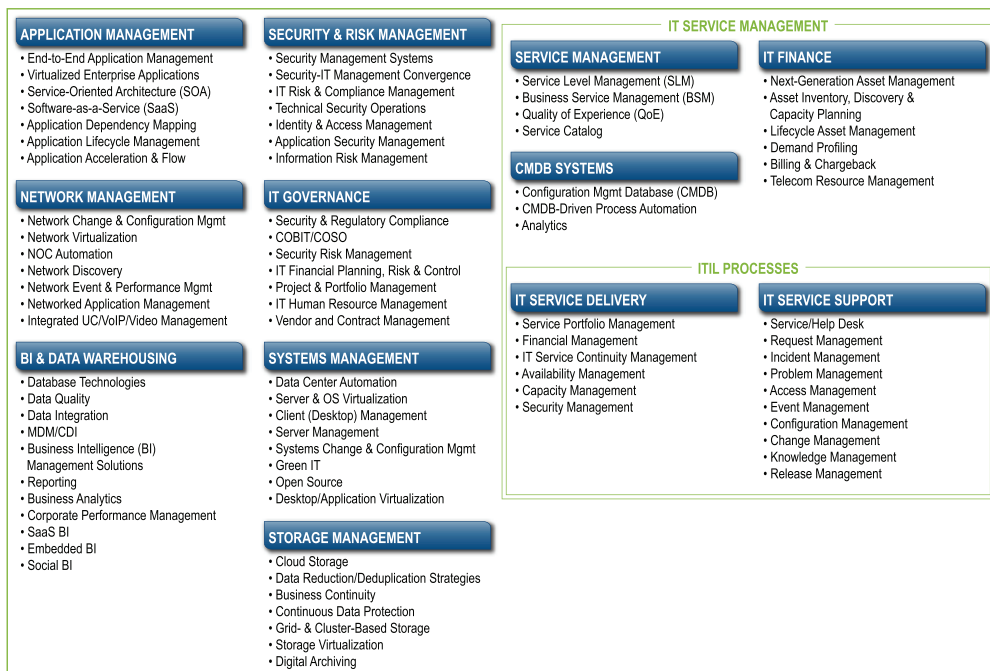 APPLICATION MANAGEMENT
• End-to-End Application Management
• Virtualized Enterprise Applications
• Service-Oriented Architecture (SOA)
• Software-as-a-Service (SaaS)
• Application Dependency Mapping
• Application Lifecycle Management
• Application Acceleration & Flow
NETWORK MANAGEMENT
• Network Change & Configuration Mgmt
• Network Virtualization
• NOC Automation
• Network Discovery
• Network Event & Performance Mgmt
• Networked Application Management
• Integrated UC/VoIP/Video Management
BI & DATA WAREHOUSING
• Database Technologies
• Data Quality
• Data Integration
• MDM/CDI
• Business Intelligence (BI)
Management Solutions
• Reporting
• Business Analytics
• Corporate Performance Management
• SaaS BI
• Embedded BI
• Social BI
SECURITY & RISK MANAGEMENT
• Security Management Systems
• Security-IT Management Convergence
• IT Risk & Compliance Management
• Technical Security Operations
• Identity & Access Management
• Application Security Management
• Information Risk Management
IT GOVERNANCE
• Security & Regulatory Compliance
• COBIT/COSO
• Security Risk Management
• IT Financial Planning, Risk & Control
• Project & Portfolio Management
• IT Human Resource Management
• Vendor and Contract Management
SYSTEMS MANAGEMENT
• Data Center Automation
• Server & OS Virtualization
• Client (Desktop) Management
• Server Management
• Systems Change & Configuration Mgmt
• Green IT
• Open Source
• Desktop/Application Virtualization
STORAGE MANAGEMENT
• Cloud Storage
• Data Reduction/Deduplication Strategies
• Business Continuity
• Continuous Data Protection
• Grid- & Cluster-Based Storage
• Storage Virtualization
• Digital Archiving
IT SERVICE MANAGEMENT
SERVICE MANAGEMENT
• Service Level Management (SLM)
• Business Service Management (BSM)
• Quality of Experience (QoE)
• Service Catalog
CMDB SYSTEMS
• Configuration Mgmt Database (CMDB)
• CMDB-Driven Process Automation
• Analytics
IT FINANCE
• Next-Generation Asset Management
• Asset Inventory, Discovery &
Capacity Planning
• Lifecycle Asset Management
• Demand Profiling
• Billing & Chargeback
• Telecom Resource Management
ITIL PROCESSES
IT SERVICE DELIVERY
• Service Portfolio Management
• Financial Management
• IT Service Continuity Management
• Availability Management
• Capacity Management
• Security Management
IT SERVICE SUPPORT
• Service/Help Desk
• Request Management
• Incident Management
• Problem Management
• Access Management
• Event Management
• Configuration Management
• Change Management
• Knowledge Management
• Release Management